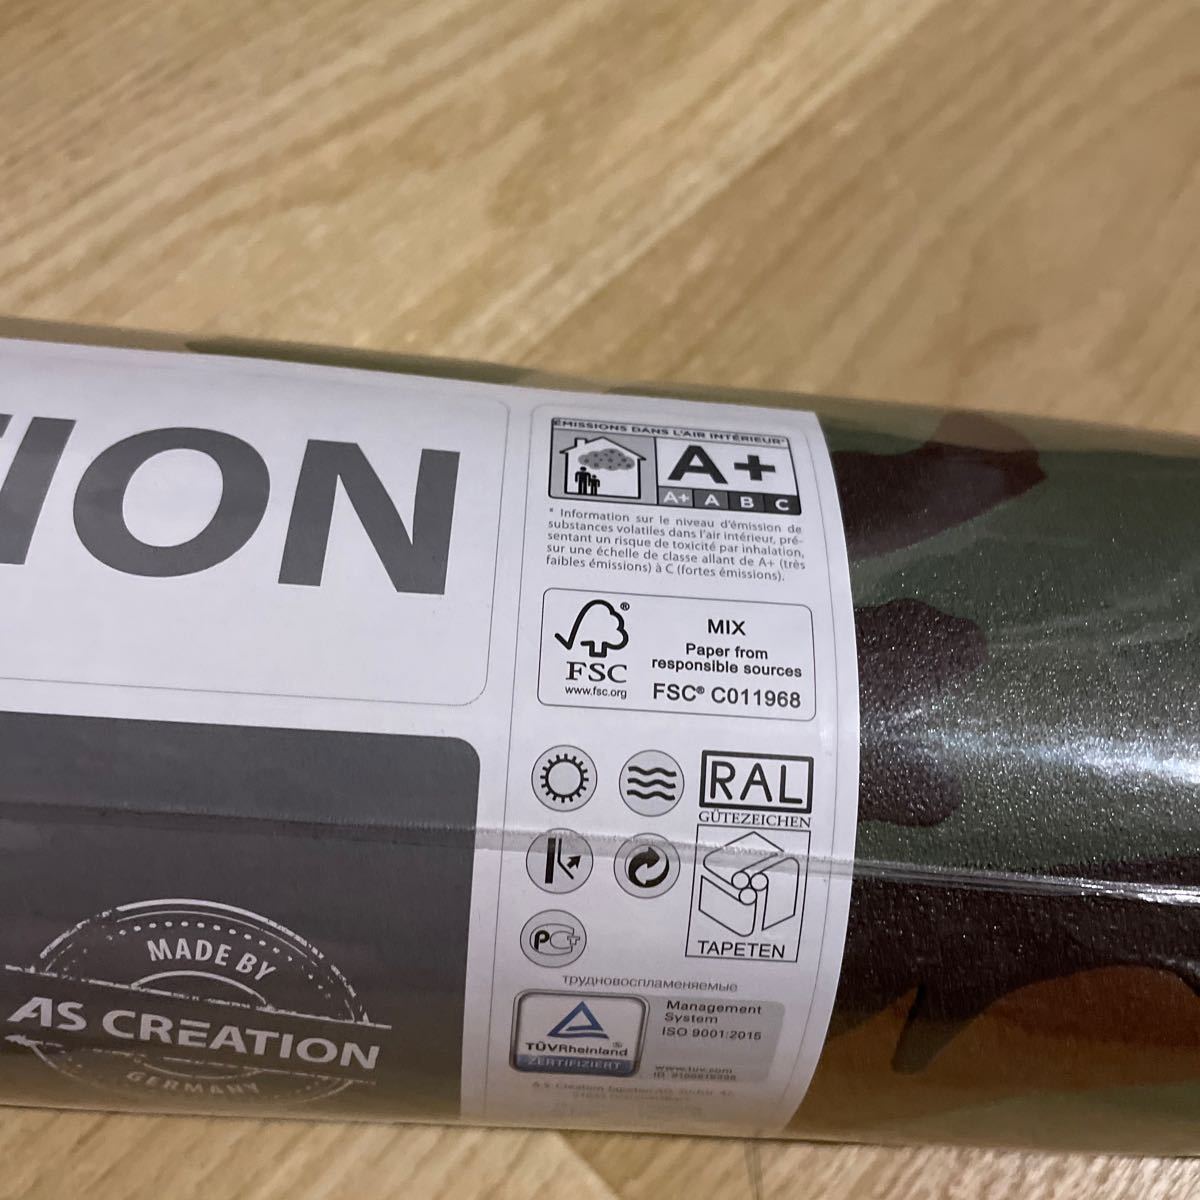 TION
MADE BY
AS CREATION
GERMANY
ÉMISSIONS DANS L'AIR INTÉRIEUR*
A+
A+ A B C
* Information sur le niveau d'émission de
substances volatiles dans l'air intérieur, pré-
sentant un risque de toxicité par inhalation,
sur une échelle de classe allant de A+ (très
faibles émissions) à C (fortes émissions).
FSC
www.fsc.org
MIX
Paper from
responsible sources
FSC® C011968
RAL
GÜTEZEICHEN
TAPETEN
трудновоспламеняемые
TÜVRheinland®
ZERTIFIZIERT
Management
System
ISO 9001:2015
www.tuv.com
ID
A.S. Création